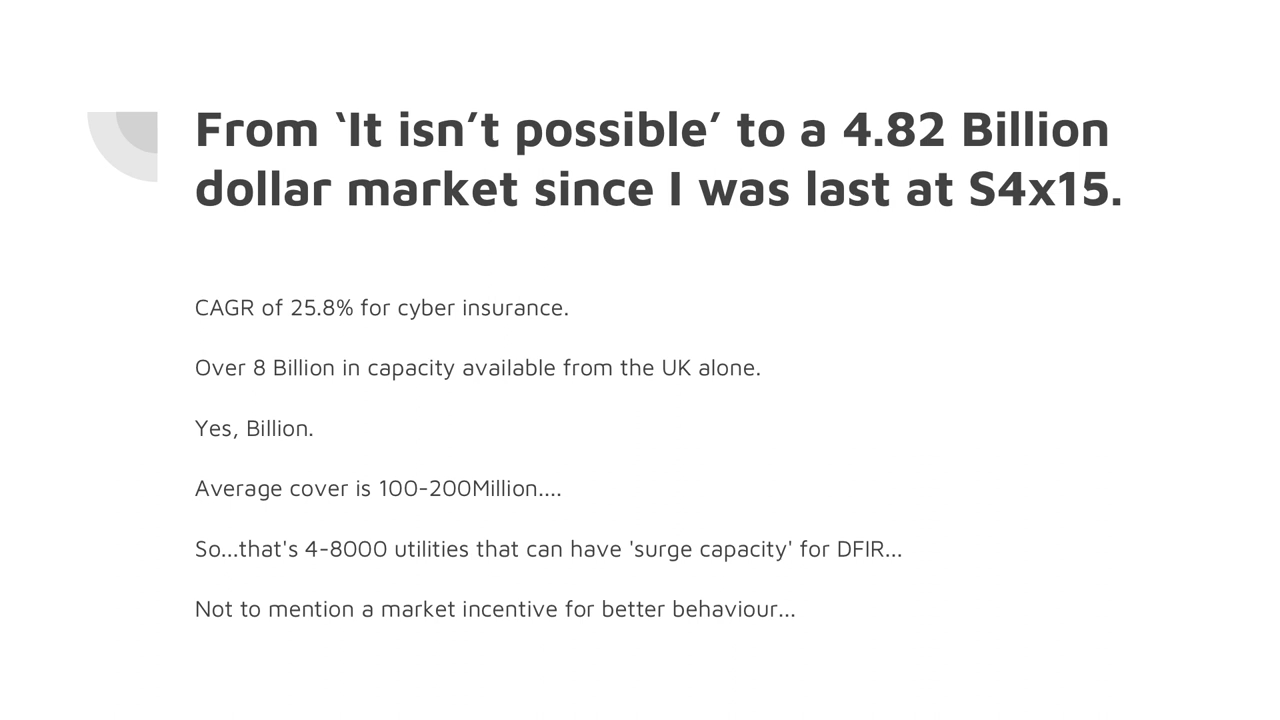 From ‘It isn’t possible’ to a 4.82 Billion
dollar market since I was last at S4x15.
CAGR of 25.8% for cyber insurance.
Over 8 Billion in capacity available from the UK alone.
Yes, Billion.
Average cover is 100-200Million....
So...that's 4-8000 utilities that can have 'surge capacity' for DFIR...
Not to mention a market incentive for better behaviour...